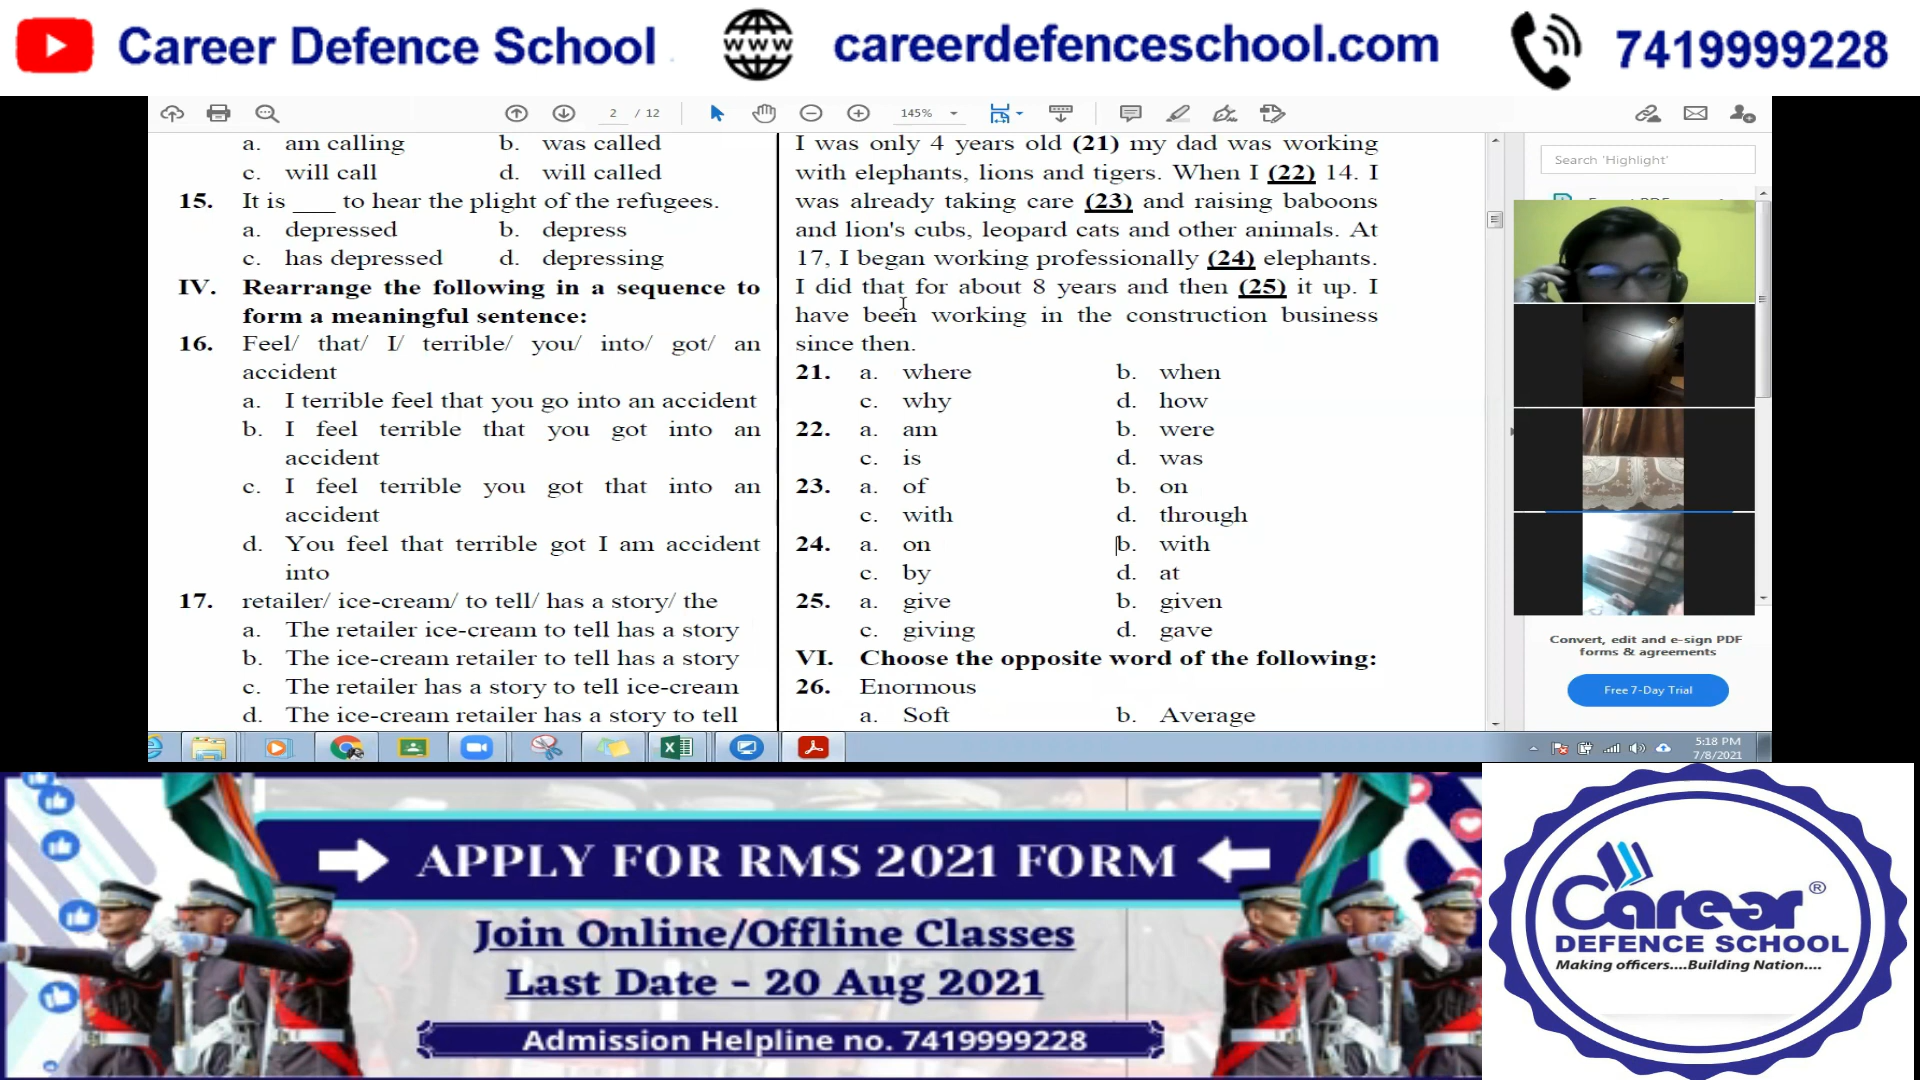 Career Defence School
www
careerdefenceschool.com
7419999228
2 / 12
145%
a. am calling b. was called
c. will call d. will called
15. It is ___ to hear the plight of the refugees.
a. depressed b. depress
c. has depressed d. depressing
IV. Rearrange the following in a sequence to
form a meaningful sentence:
16. Feel/ that/ I/ terrible/ you/ into/ got/ an
accident
a. I terrible feel that you go into an accident
b. I feel terrible that you got into an
accident
c. I feel terrible you got that into an
accident
d. You feel that terrible got I am accident
into
17. retailer/ ice-cream/ to tell/ has a story/ the
a. The retailer ice-cream to tell has a story
b. The ice-cream retailer to tell has a story
c. The retailer has a story to tell ice-cream
d. The ice-cream retailer has a story to tell
I was only 4 years old (21) my dad was working
with elephants, lions and tigers. When I (22) 14. I
was already taking care (23) and raising baboons
and lion's cubs, leopard cats and other animals. At
17, I began working professionally (24) elephants.
I did that for about 8 years and then (25) it up. I
have been working in the construction business
since then.
21. a. where b. when
c. why d. how
22. a. am b. were
c. is d. was
23. a. of b. on
c. with d. through
24. a. on b. with
c. by d. at
25. a. give b. given
c. giving d. gave
VI. Choose the opposite word of the following:
26. Enormous
a. Soft b. Average
Search 'Highlight'
Convert, edit and e-sign PDF
forms & agreements
Free 7-Day Trial
5:18 PM
7/8/2021
APPLY FOR RMS 2021 FORM
Join Online/Offline Classes
Last Date - 20 Aug 2021
Admission Helpline no. 7419999228
Career ®
DEFENCE SCHOOL
Making officers....Building Nation....